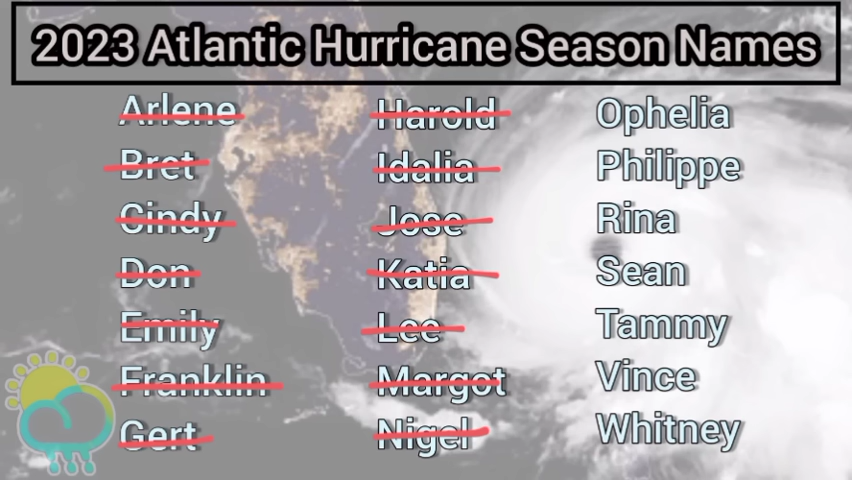 2023 Atlantic Hurricane Season Names
Arlene
Bret
Cindy
Don
Emily
Franklin
Gert
Harold
Idalia
Jose
Katia
Lee
Margot
Nigel
Ophelia
Philippe
Rina
Sean
Tammy
Vince
Whitney